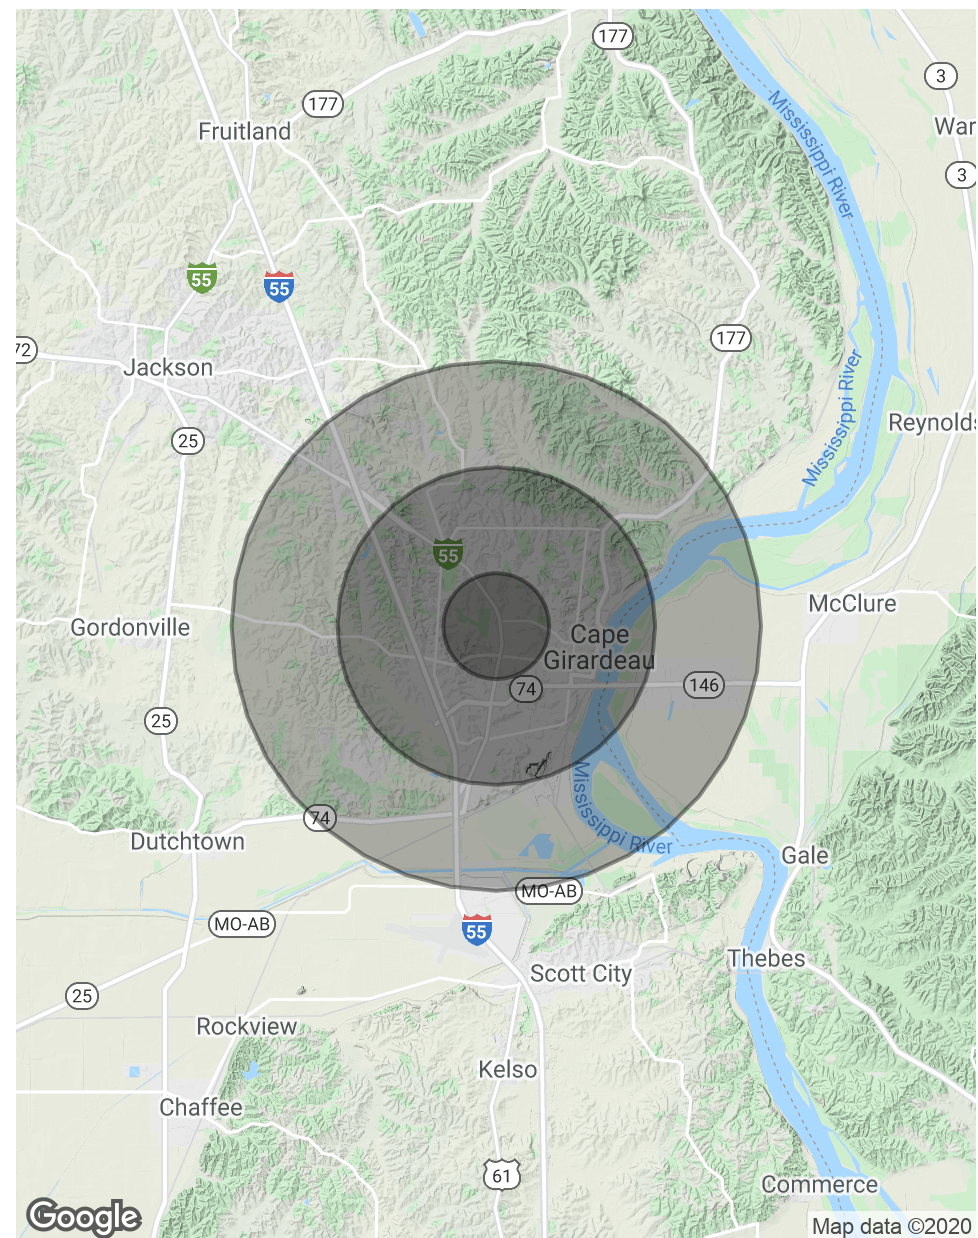 177
3
Mississippi River
177
Fruitland
War
3
55
55
177
72
Jackson
Mississippi River
25
Reynolds
55
McClure
Gordonville
Cape
Girardeau
74
146
25
Mississippi River
74
Dutchtown
Gale
MO-AB
MO-AB
55
Thebes
Scott City
25
Rockview
Kelso
Chaffee
61
Commerce
Google
Map data ©2020